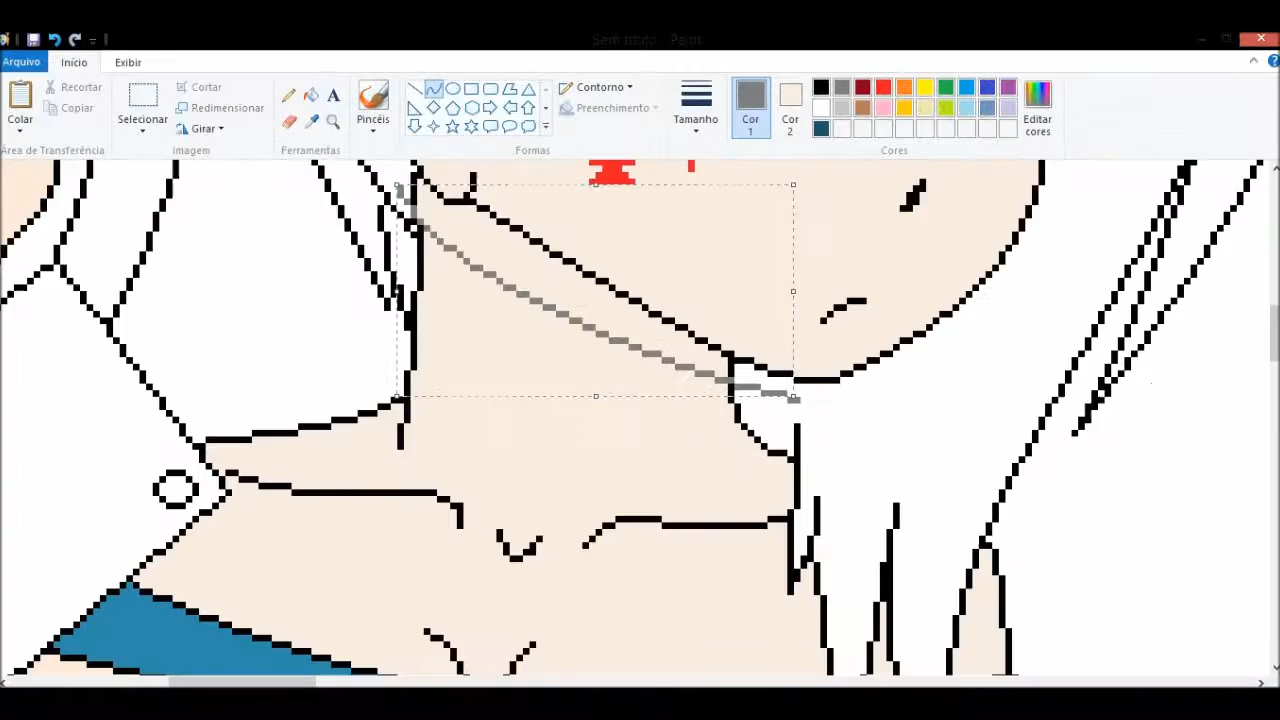 Sem título - Paint
Arquivo Início Exibir
Colar
Recortar
Copiar
Área de Transferência
Selecionar
Cortar
Redimensionar
Girar
Imagem
A
Ferramentas
Pincéis
Contorno
Preenchimento
Formas
Tamanho
Cor
1
Cor
2
Editar
cores
Cores